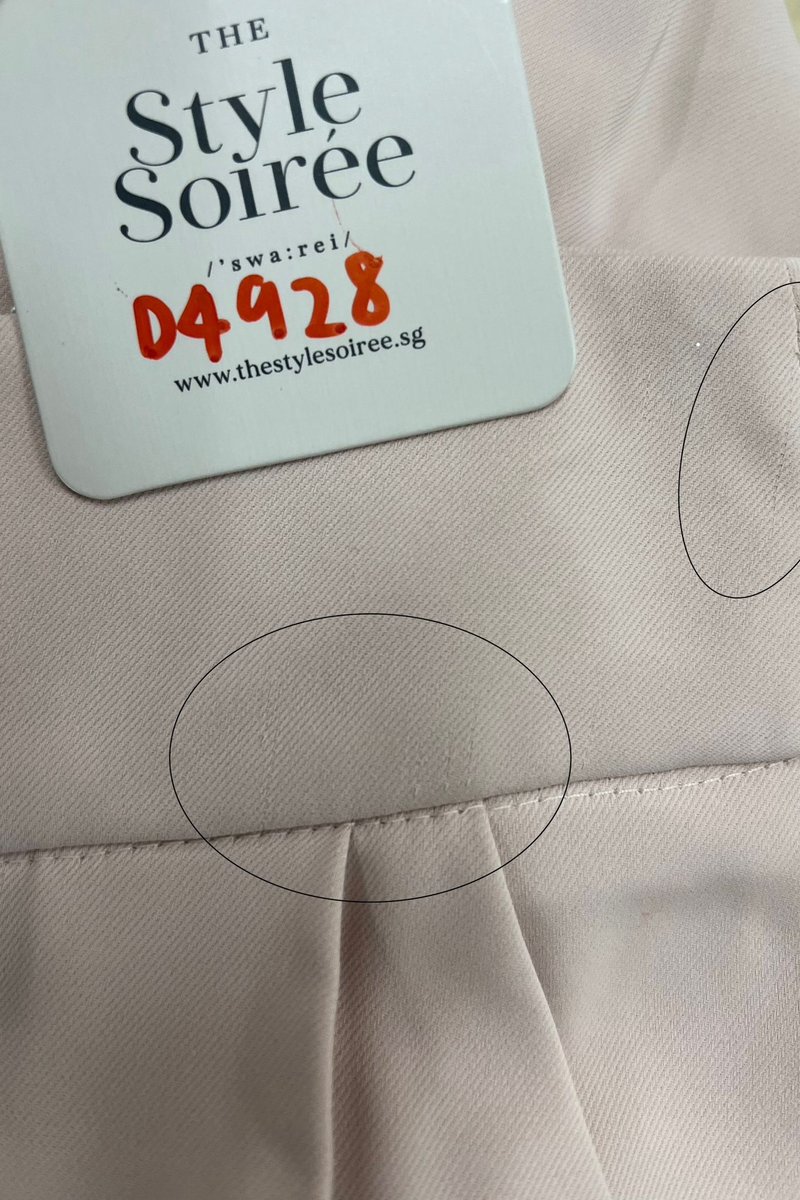 THE
Style
Soirée
/'swa:rei/
D4928
www.thestylesoiree.sg